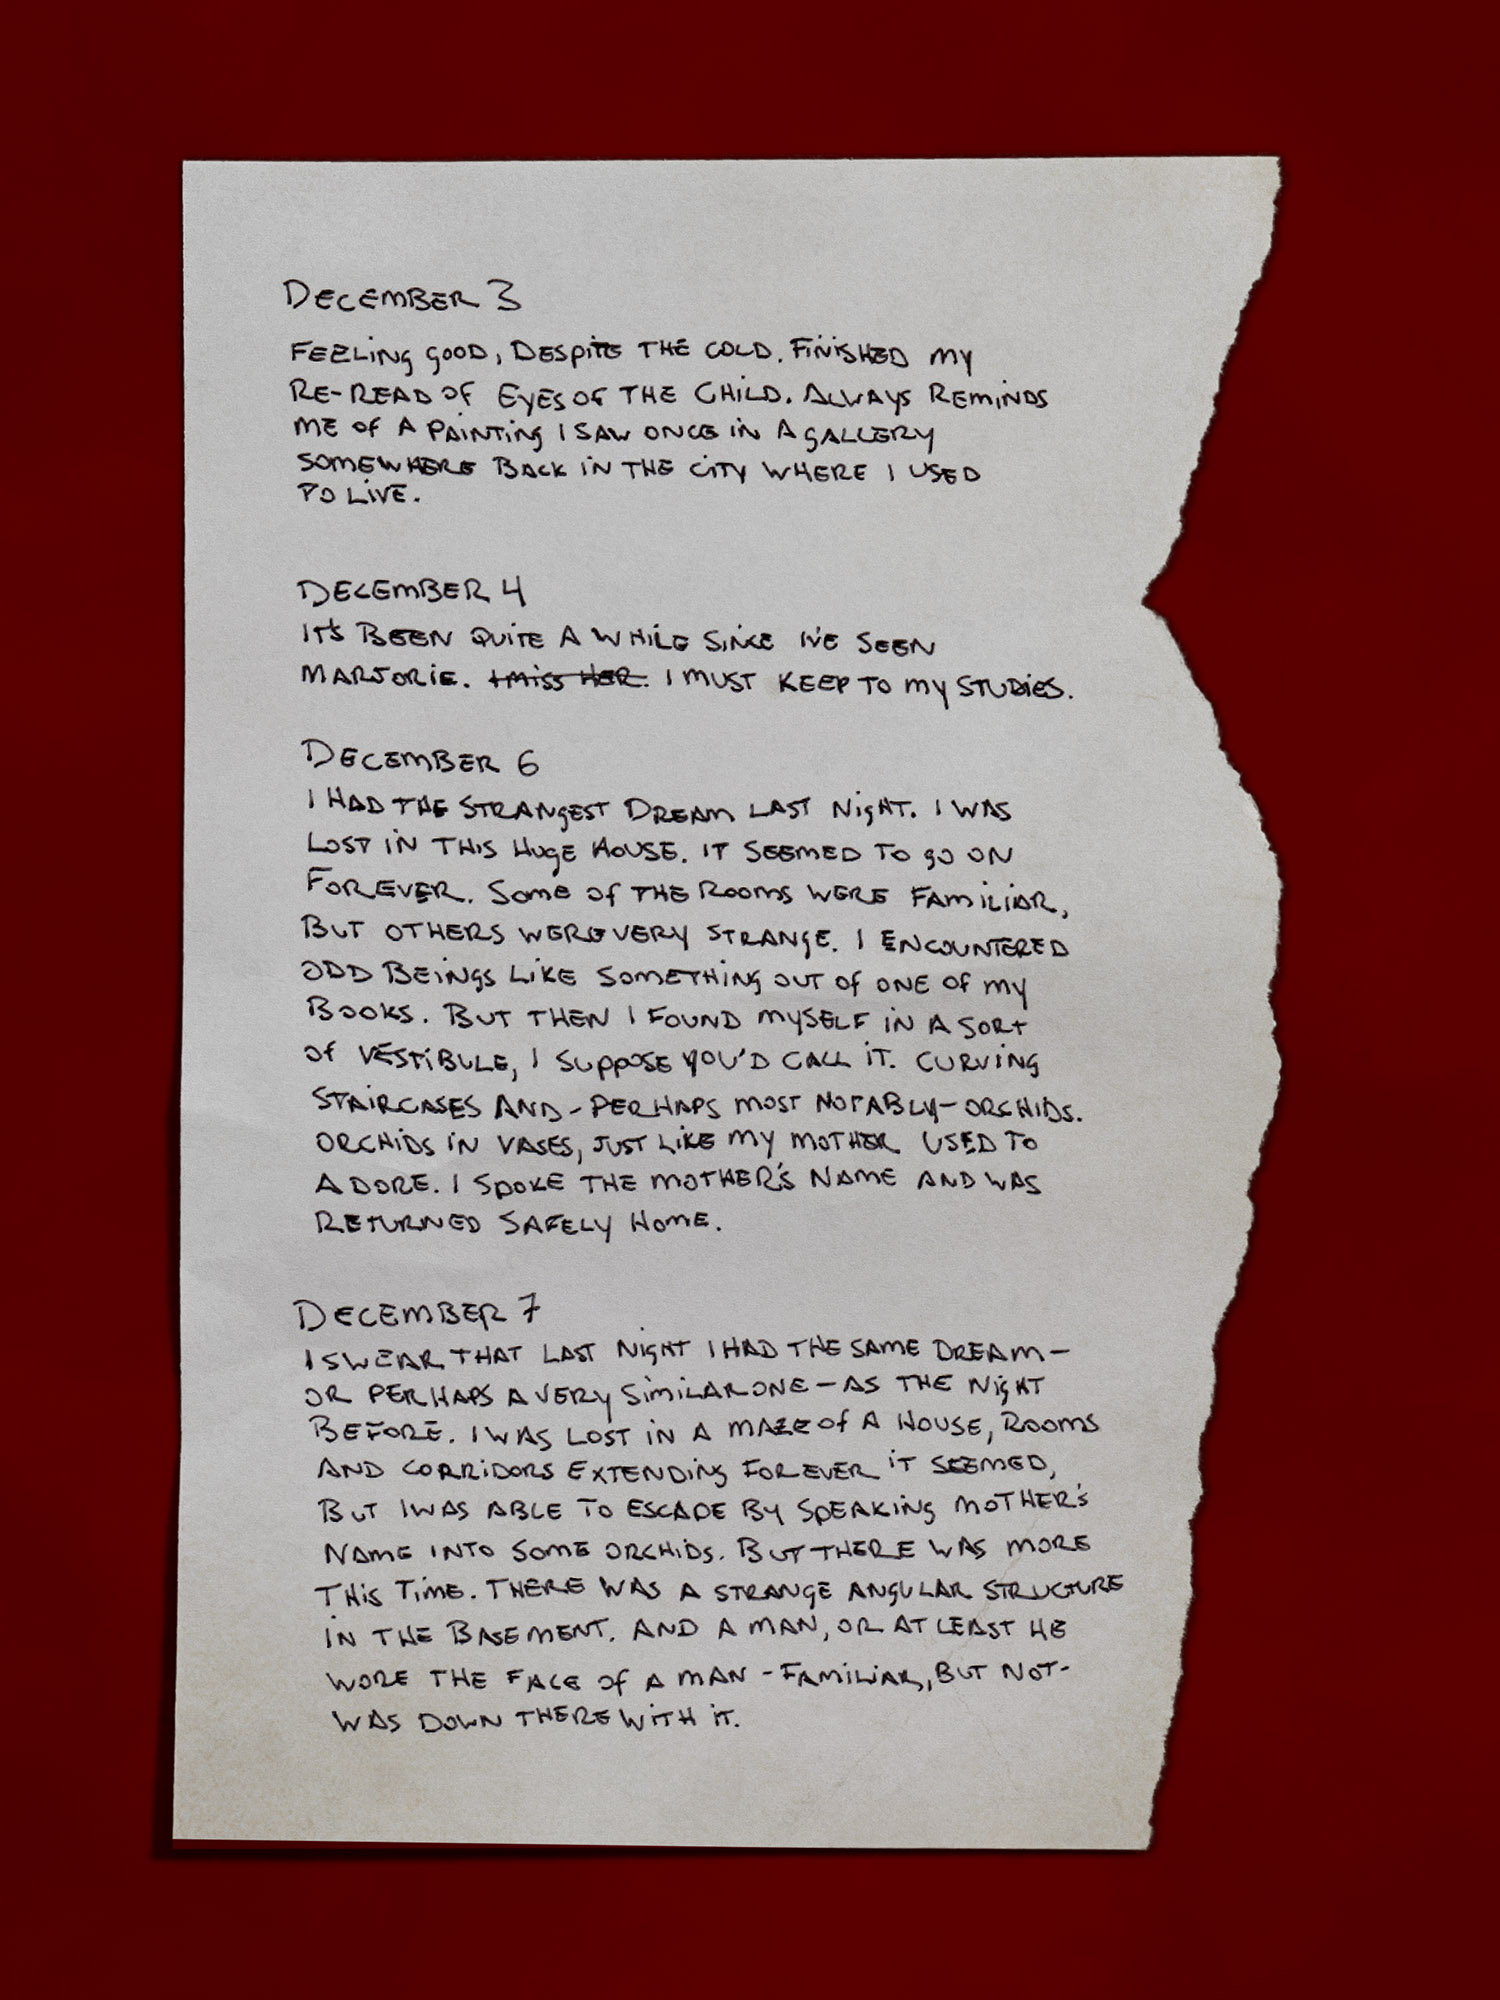 DECEMBER 3
FEELING GOOD, DESPITE THE COLD. FINISHED MY
RE-READ OF EYES OF THE CHILD. ALWAYS REMINDS
ME OF A PAINTING I SAW ONCE IN A GALLERY
SOMEWHERE BACK IN THE CITY WHERE I USED
TO LIVE.
DECEMBER 4
IT'S BEEN QUITE A WHILE SINCE I'VE SEEN
MARJORIE. I MISS HER. I MUST KEEP TO MY STUDIES.
DECEMBER 6
I HAD THE STRANGEST DREAM LAST NIGHT. I WAS
LOST IN THIS HUGE HOUSE. IT SEEMED TO GO ON
FOREVER. SOME OF THE ROOMS WERE FAMILIAR,
BUT OTHERS WERE VERY STRANGE. I ENCOUNTERED
ODD BEINGS LIKE SOMETHING OUT OF ONE OF MY
BOOKS. BUT THEN I FOUND MYSELF IN A SORT
OF VESTIBULE, I SUPPOSE YOU'D CALL IT. CURVING
STAIRCASES AND - PERHAPS MOST NOTABLY - ORCHIDS.
ORCHIDS IN VASES, JUST LIKE MY MOTHER USED TO
ADORE. I SPOKE THE MOTHER'S NAME AND WAS
RETURNED SAFELY HOME.
DECEMBER 7
I SWEAR THAT LAST NIGHT I HAD THE SAME DREAM -
OR PERHAPS A VERY SIMILAR ONE - AS THE NIGHT
BEFORE. I WAS LOST IN A MAZE OF A HOUSE, ROOMS
AND CORRIDORS EXTENDING FOREVER IT SEEMED,
BUT I WAS ABLE TO ESCAPE BY SPEAKING MOTHER'S
NAME INTO SOME ORCHIDS. BUT THERE WAS MORE
THIS TIME. THERE WAS A STRANGE ANGULAR STRUCTURE
IN THE BASEMENT. AND A MAN, OR AT LEAST HE
WORE THE FACE OF A MAN - FAMILIAR, BUT NOT -
WAS DOWN THERE WITH IT.